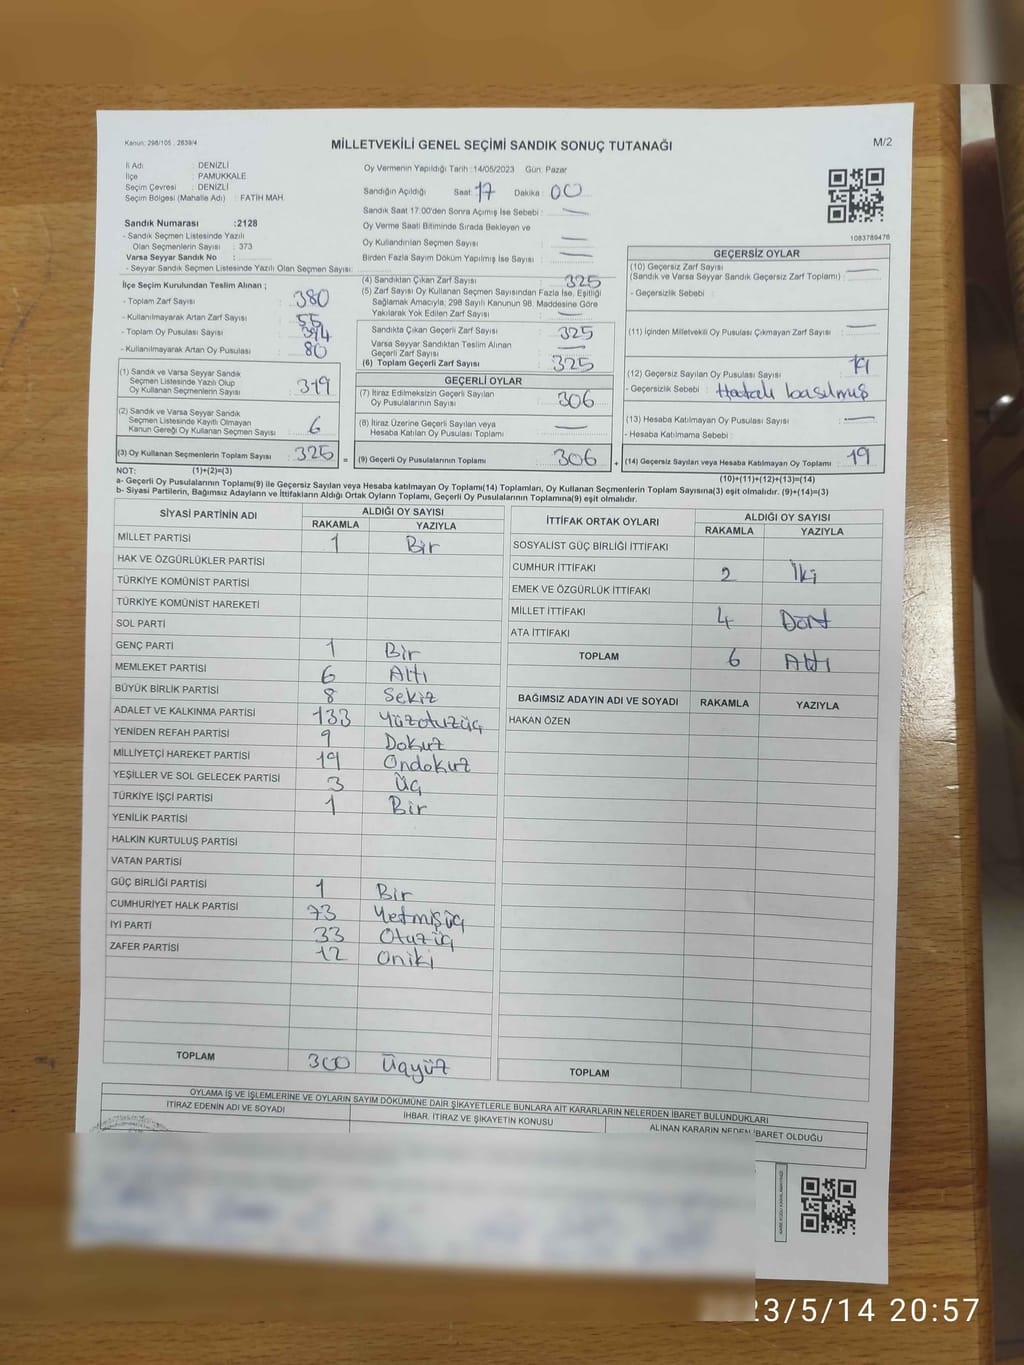 Kanun: 298/105 , 2839/4
MİLLETVEKİLİ GENEL SEÇİMİ SANDIK SONUÇ TUTANAĞI
M/2
İl Adı : DENİZLİ
İlçe : PAMUKKALE
Seçim Çevresi : DENİZLİ
Seçim Bölgesi (Mahalle Adı) : FATİH MAH.
Sandık Numarası :2128
- Sandık Seçmen Listesinde Yazılı
Olan Seçmenlerin Sayısı : 373
Varsa Seyyar Sandık No :
- Seyyar Sandık Seçmen Listesinde Yazılı Olan Seçmen Sayısı:
Oy Vermenin Yapıldığı Tarih :14/05/2023 Gün: Pazar
Sandığın Açıldığı Saat: 17 Dakika : 00
Sandık Saat 17:00'den Sonra Açımış İse Sebebi : —
Oy Verme Saati Bitiminde Sırada Bekleyen ve
Oy Kullandırılan Seçmen Sayısı —
Birden Fazla Sayım Döküm Yapılmış İse Sayısı : —
1083789476
İlçe Seçim Kurulundan Teslim Alınan ;
- Toplam Zarf Sayısı : 380
- Kullanılmayarak Artan Zarf Sayısı : 55
- Toplam Oy Pusulası Sayısı : 394
- Kullanılmayarak Artan Oy Pusulası : 80
(1) Sandık ve Varsa Seyyar Sandık
Seçmen Listesinde Yazılı Olup
Oy Kullanan Seçmenlerin Sayısı : 319
(2) Sandık ve Varsa Seyyar Sandık
Seçmen Listesinde Kayıtlı Olmayan
Kanun Gereği Oy Kullanan Seçmen Sayısı : 6
(3) Oy Kullanan Seçmenlerin Toplam Sayısı : 325
(4) Sandıktan Çıkan Zarf Sayısı : 325
(5) Zarf Sayısı Oy Kullanan Seçmen Sayısından Fazla İse, Eşitliği
Sağlamak Amacıyla; 298 Sayılı Kanunun 98. Maddesine Göre
Yakılarak Yok Edilen Zarf Sayısı : —
Sandıkta Çıkan Geçerli Zarf Sayısı : 325
Varsa Seyyar Sandıktan Teslim Alınan
Geçerli Zarf Sayısı : —
(6) Toplam Geçerli Zarf Sayısı : 325
GEÇERLİ OYLAR
(7) İtiraz Edilmeksizin Geçerli Sayılan
Oy Pusulalarının Sayısı : 306
(8) İtiraz Üzerine Geçerli Sayılan veya
Hesaba Katılan Oy Pusulası Toplamı : —
= (9) Geçerli Oy Pusulalarının Toplamı : 306
GEÇERSİZ OYLAR
(10) Geçersiz Zarf Sayısı : —
(Sandık ve Varsa Seyyar Sandık Geçersiz Zarf Toplamı)
- Geçersizlik Sebebi :
(11) İçinden Milletvekili Oy Pusulası Çıkmayan Zarf Sayısı : —
(12) Geçersiz Sayılan Oy Pusulası Sayısı : 19
- Geçersizlik Sebebi : Hatalı basılmış
(13) Hesaba Katılmayan Oy Pusulası Sayısı : —
- Hesaba Katılmama Sebebi :
+ (14) Geçersiz Sayılan veya Hesaba Katılmayan Oy Toplamı : 19
NOT: (1)+(2)=(3)
(10)+(11)+(12)+(13)=(14)
a- Geçerli Oy Pusulasının Toplamı(9) ile Geçersiz Sayılan veya Hesaba katılmayan Oy Toplamı(14) Toplamları, Oy Kullanan Seçmenlerin Toplam Sayısına(3) eşit olmalıdır. (9)+(14)=(3)
b- Siyasi Partilerin, Bağımsız Adayların ve İttifakların Aldığı Ortak Oyların Toplamı, Geçerli Oy Pusulalarının Toplamına(9) eşit olmalıdır.
SİYASİ PARTİNİN ADI
ALDIĞI OY SAYISI
RAKAMLA YAZIYLA
MİLLET PARTİSİ 1 Bir
HAK VE ÖZGÜRLÜKLER PARTİSİ
TÜRKİYE KOMÜNİST PARTİSİ
TÜRKİYE KOMÜNİST HAREKETİ
SOL PARTİ
GENÇ PARTİ 1 Bir
MEMLEKET PARTİSİ 6 Altı
BÜYÜK BİRLİK PARTİSİ 8 Sekiz
ADALET VE KALKINMA PARTİSİ 133 Yüzotuzüç
YENİDEN REFAH PARTİSİ 9 Dokuz
MİLLİYETÇİ HAREKET PARTİSİ 19 Ondokuz
YEŞİLLER VE SOL GELECEK PARTİSİ 3 Üç
TÜRKİYE İŞÇİ PARTİSİ 1 Bir
YENİLİK PARTİSİ
HALKIN KURTULUŞ PARTİSİ
VATAN PARTİSİ
GÜÇ BİRLİĞİ PARTİSİ 1 Bir
CUMHURİYET HALK PARTİSİ 73 Yetmişüç
İYİ PARTİ 33 Otuzüç
ZAFER PARTİSİ 12 Oniki
TOPLAM 300 Üçyüz
İTTİFAK ORTAK OYLARI
ALDIĞI OY SAYISI
RAKAMLA YAZIYLA
SOSYALİST GÜÇ BİRLİĞİ İTTİFAKI
CUMHUR İTTİFAKI 2 İki
EMEK VE ÖZGÜRLÜK İTTİFAKI
MİLLET İTTİFAKI 4 Dört
ATA İTTİFAKI
TOPLAM 6 Altı
BAĞIMSIZ ADAYIN ADI VE SOYADI RAKAMLA YAZIYLA
HAKAN ÖZEN
TOPLAM
OYLAMA İŞ VE İŞLEMLERİNE VE OYLARIN SAYIM DÖKÜMÜNE DAİR ŞİKAYETLERLE BUNLARA AİT KARARLARIN NELERDEN İBARET BULUNDUKLARI
İTİRAZ EDENİN ADI VE SOYADI
İHBAR, İTİRAZ VE ŞİKAYETİN KONUSU
ALINAN KARARIN NEDEN İBARET OLDUĞU
23/5/14 20:57